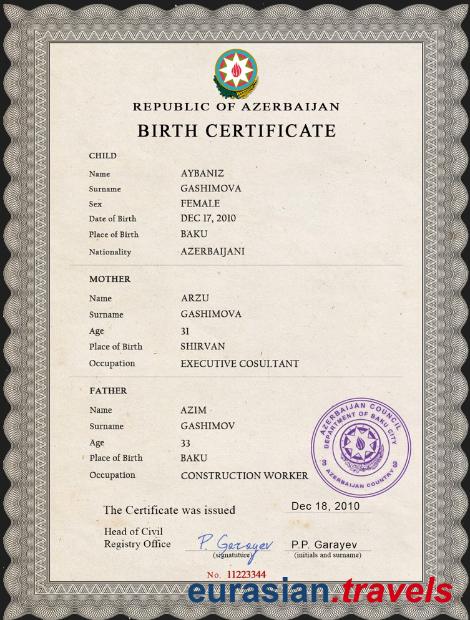 REPUBLIC OF AZERBAIJAN
BIRTH CERTIFICATE
CHILD
Name AYBANIZ
Surname GASHIMOVA
Sex FEMALE
Date of Birth DEC 17, 2010
Place of Birth BAKU
Nationality AZERBAIJANI
MOTHER
Name ARZU
Surname GASHIMOVA
Age 31
Place of Birth SHIRVAN
Occupation EXECUTIVE COSULTANT
FATHER
Name AZIM
Surname GASHIMOV
Age 33
Place of Birth BAKU
Occupation CONSTRUCTION WORKER
AZERBAIJAN COUNCIL
DEPARTMENT OF BAKU CITY
AZERBAIJAN COUNTRY
The Certificate was issued Dec 18, 2010
Head of Civil
Registry Office P. Garayev P.P. Garayev
(signatutice) (initials and surname)
No. 11223344
eurasian.travels